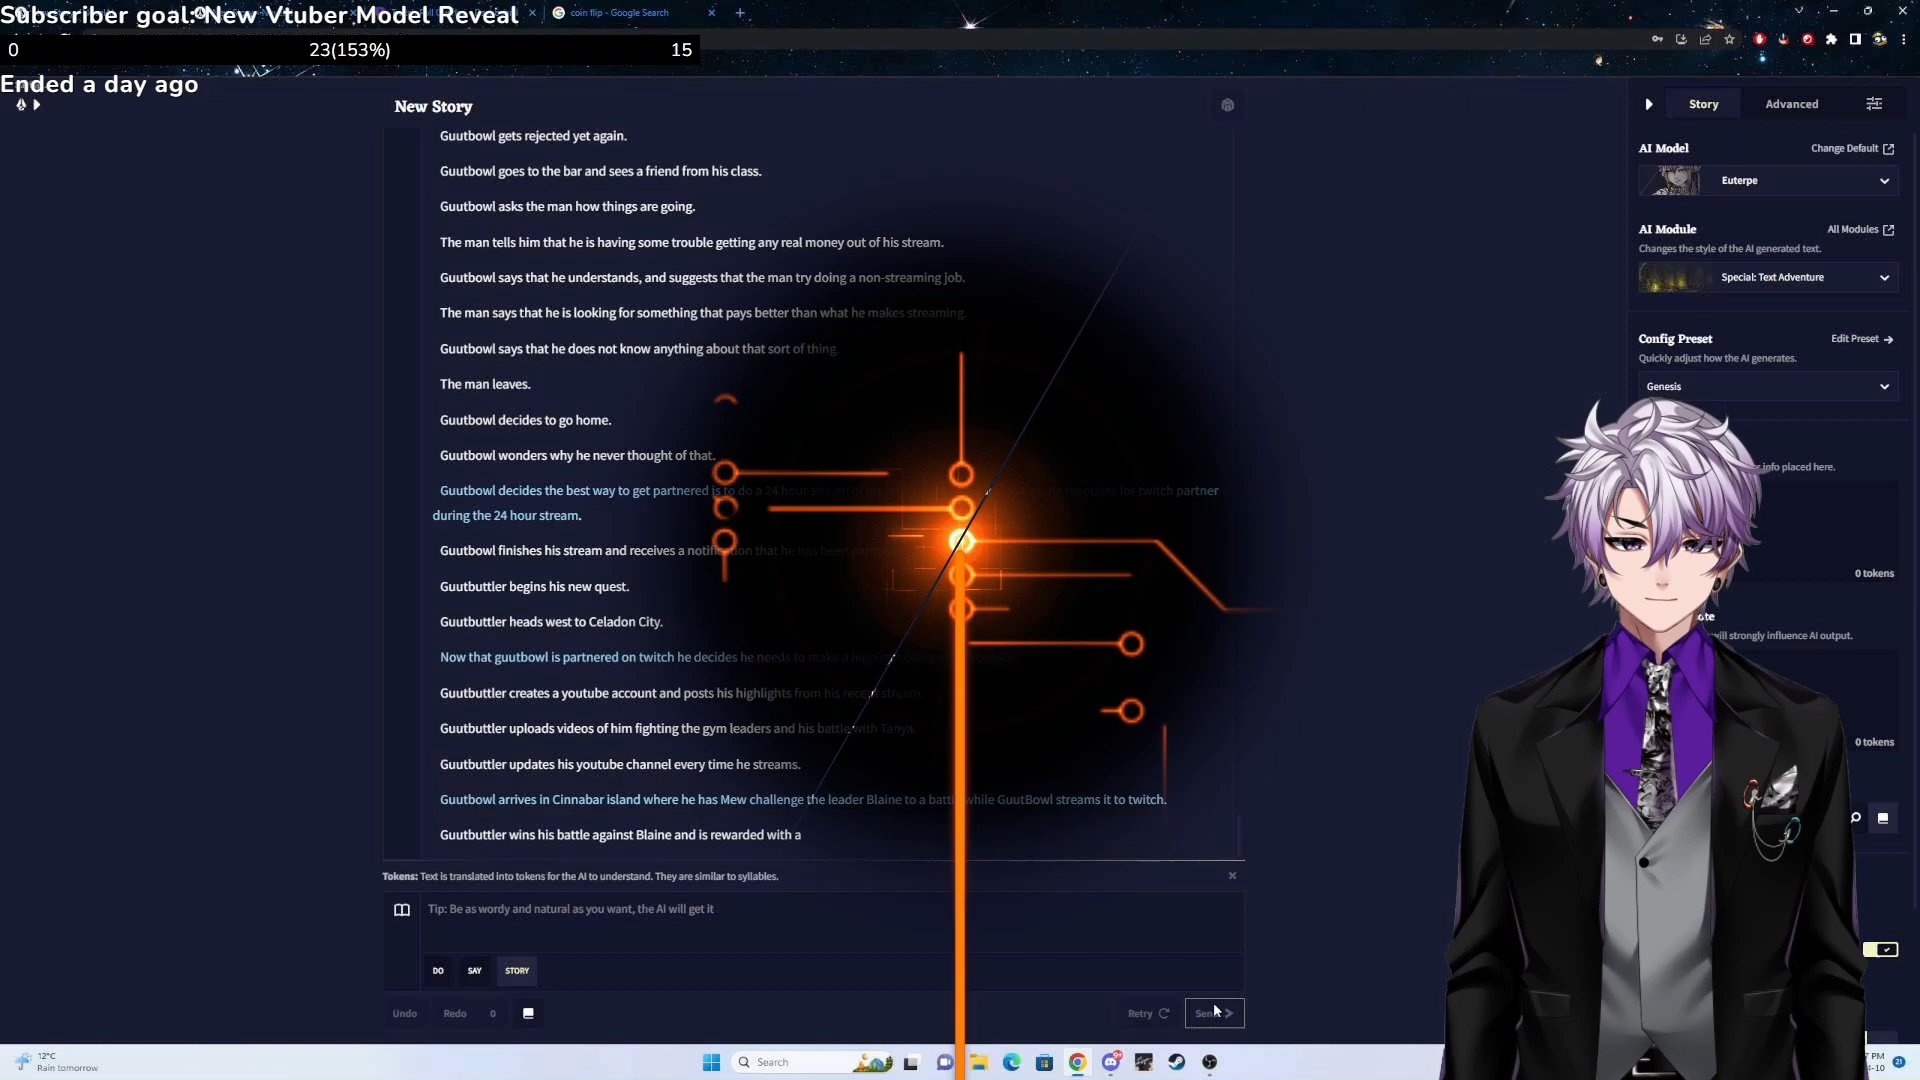 Subscriber goal: New Vtuber Model Reveal
coin flip - Google Search
0 23(153%) 15
Ended a day ago
New Story
Guutbowl gets rejected yet again.
Guutbowl goes to the bar and sees a friend from his class.
Guutbowl asks the man how things are going.
The man tells him that he is having some trouble getting any real money out of his stream.
Guutbowl says that he understands, and suggests that the man try doing a non-streaming job.
The man says that he is looking for something that pays better than what he makes streaming.
Guutbowl says that he does not know anything about that sort of thing.
The man leaves.
Guutbowl decides to go home.
Guutbowl wonders why he never thought of that.
Guutbowl decides the best way to get partnered is to do a 24 hour stream of for twitch partner
during the 24 hour stream.
Guutbowl finishes his stream and receives a notification that he has been
Guutbuttler begins his new quest.
Guutbuttler heads west to Celadon City.
Now that guutbowl is partnered on twitch he decides he needs to make a
Guutbuttler creates a youtube account and posts his highlights from his recent stream.
Guutbuttler uploads videos of him fighting the gym leaders and his battle with Tanya.
Guutbuttler updates his youtube channel every time he streams.
Guutbowl arrives in Cinnabar island where he has Mew challenge the leader Blaine to a battle while GuutBowl streams it to twitch.
Guutbuttler wins his battle against Blaine and is rewarded with a
Tokens: Text is translated into tokens for the AI to understand. They are similar to syllables.
Tip: Be as wordy and natural as you want, the AI will get it
DO SAY STORY
Undo Redo 0 Retry Send
Story Advanced
AI Model Change Default
Euterpe
AI Module All Modules
Changes the style of the AI generated text.
Special: Text Adventure
Config Preset Edit Preset
Quickly adjust how the AI generates.
Genesis
info placed here.
0 tokens
ote
will strongly influence AI output.
0 tokens
12°C
Rain tomorrow
Search
9+
7 PM
4-10
21